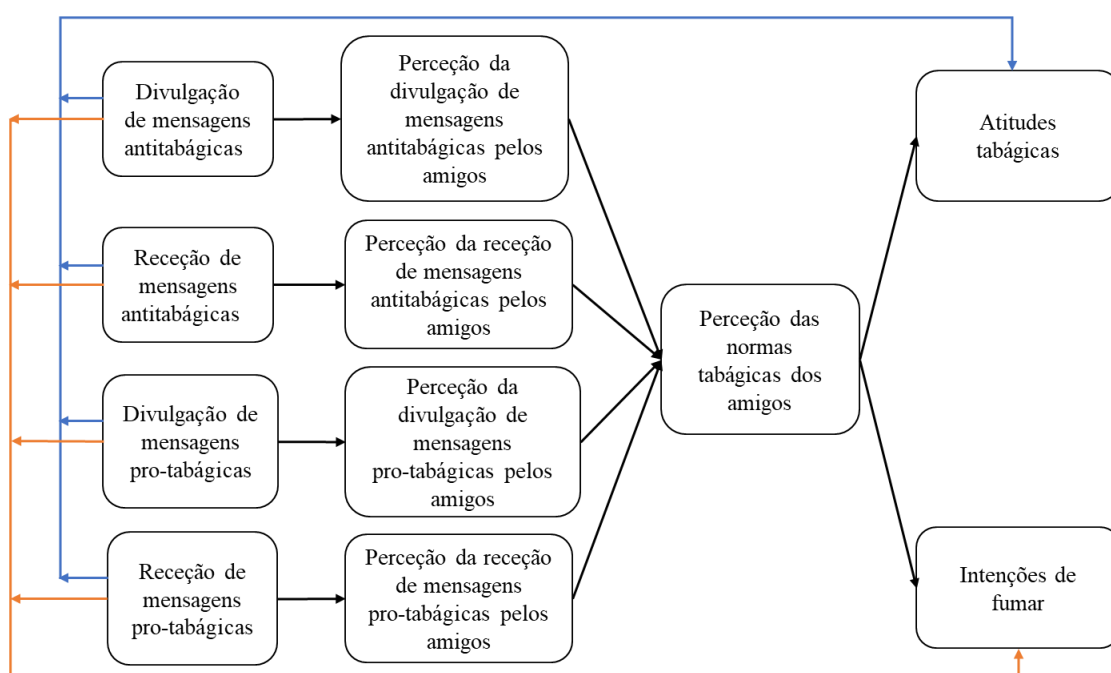 Divulgação
de mensagens
antitabágicas
Perceção da
divulgação de
mensagens
antitabágicas pelos
amigos
Atitudes
tabágicas
Receção de
mensagens
antitabágicas
Perceção da receção
de mensagens
antitabágicas pelos
amigos
Perceção das
normas
tabágicas dos
amigos
Divulgação de
mensagens
pro-tabágicas
Perceção da
divulgação de
mensagens
pro-tabágicas pelos
amigos
Receção de
mensagens
pro-tabágicas
Perceção da receção
de mensagens
pro-tabágicas pelos
amigos
Intenções de
fumar